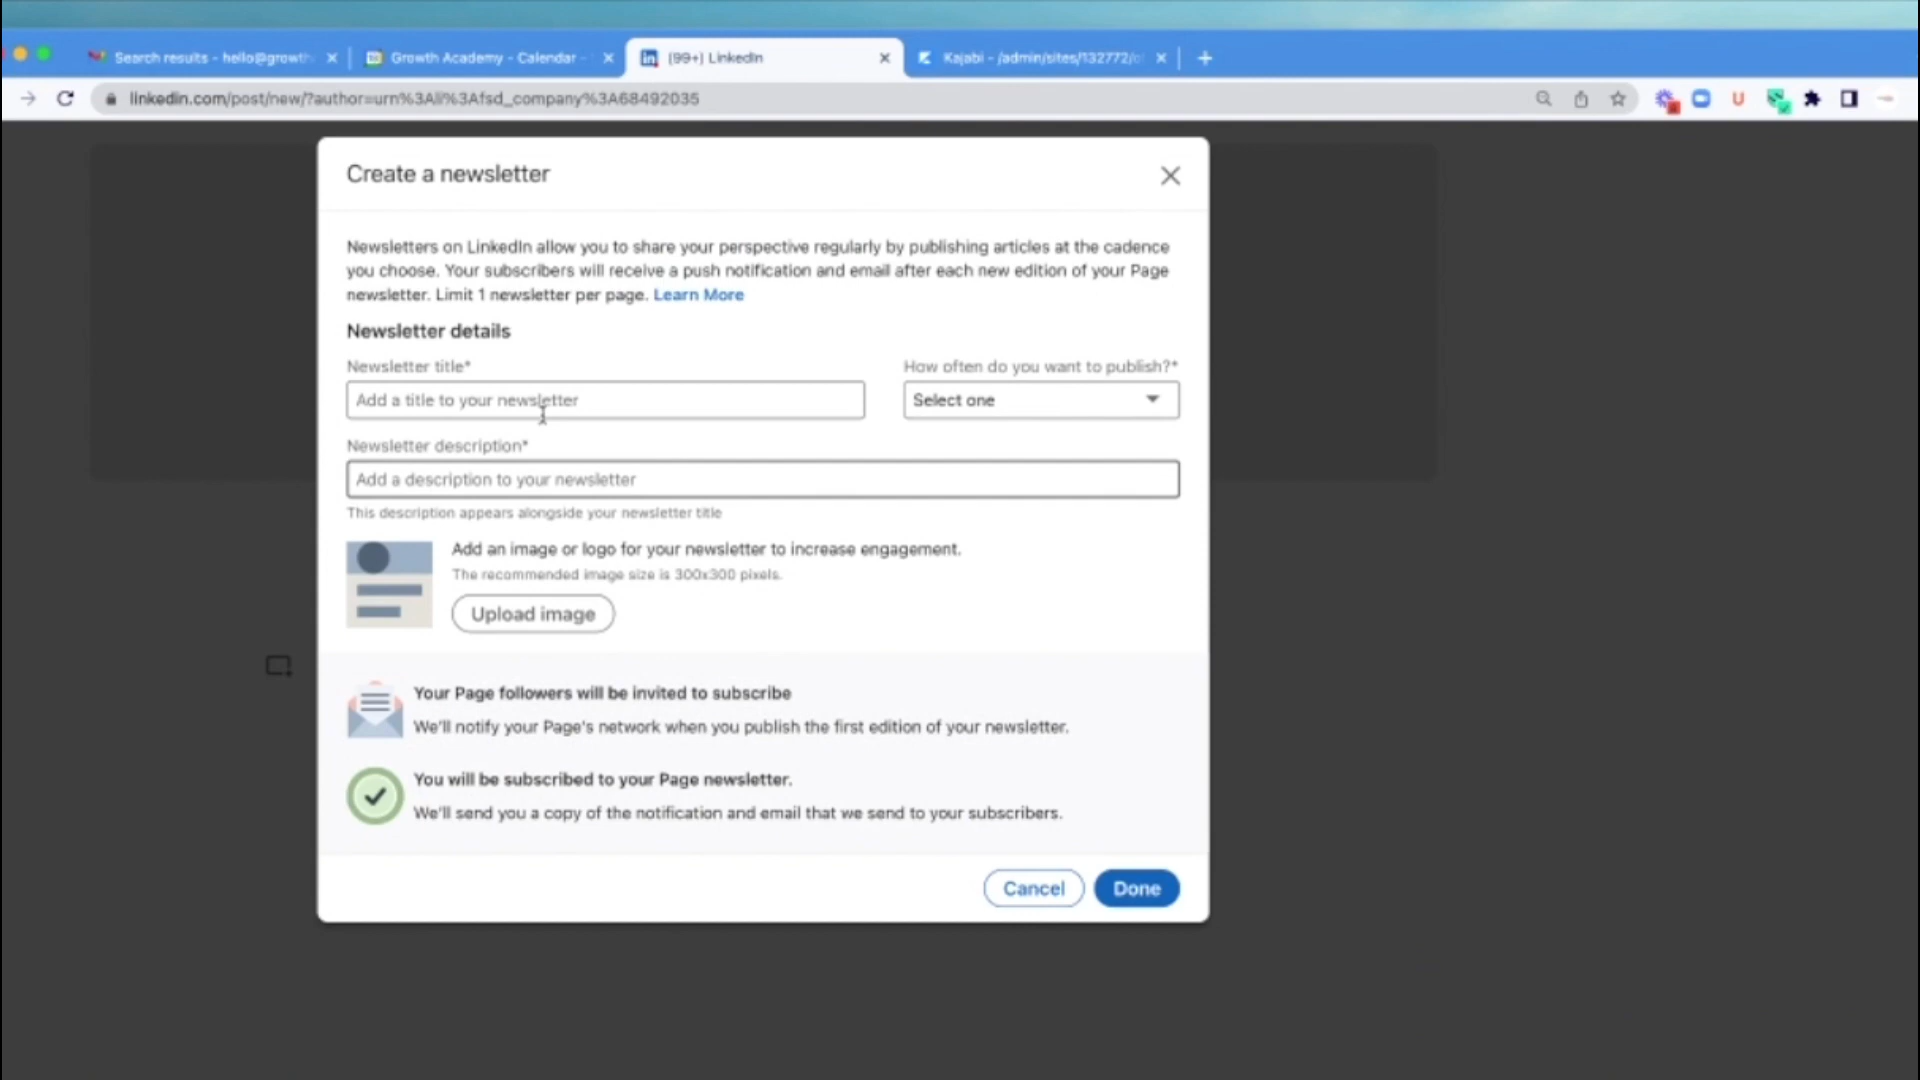 Search results - hello@growth
Growth Academy - Calendar -
(99+) LinkedIn
Kajabi - /admin/sites/132772/o
linkedin.com/post/new/?author=urn%3Ali%3Afsd_company%3A68492035
Create a newsletter
Newsletters on LinkedIn allow you to share your perspective regularly by publishing articles at the cadence
you choose. Your subscribers will receive a push notification and email after each new edition of your Page
newsletter. Limit 1 newsletter per page. Learn More
Newsletter details
Newsletter title*
How often do you want to publish?*
Add a title to your newsletter
Select one
Newsletter description*
Add a description to your newsletter
This description appears alongside your newsletter title
Add an image or logo for your newsletter to increase engagement.
The recommended image size is 300x300 pixels.
Upload image
Your Page followers will be invited to subscribe
We'll notify your Page's network when you publish the first edition of your newsletter.
You will be subscribed to your Page newsletter.
We'll send you a copy of the notification and email that we send to your subscribers.
Cancel
Done